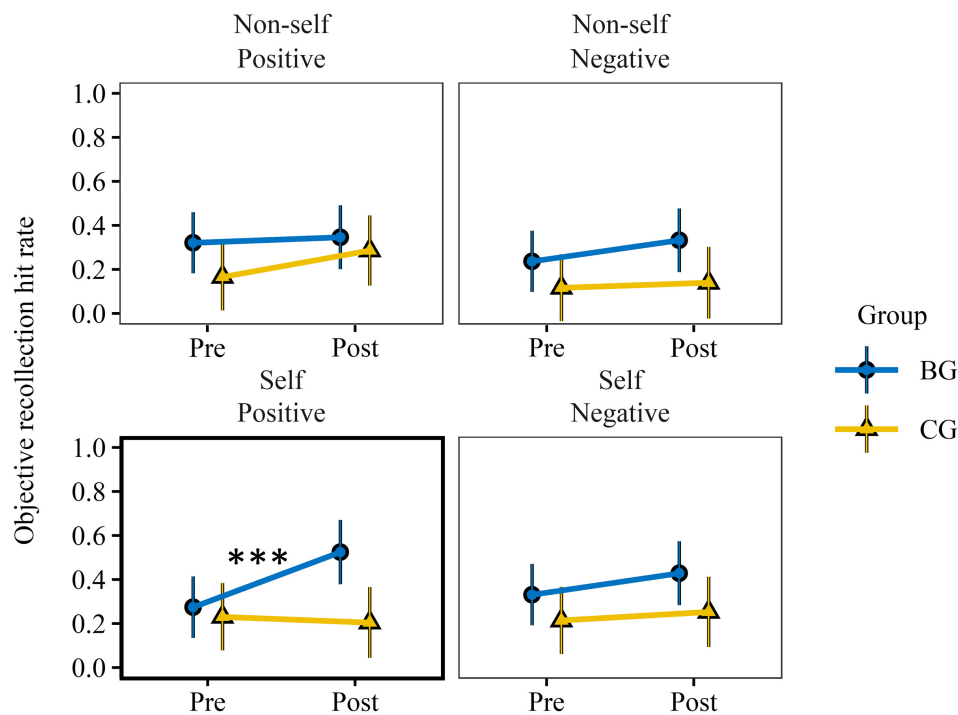 Non-self
Positive
Non-self
Negative
Objective recollection hit rate
1.0
0.8
0.6
0.4
0.2
0.0
Pre
Post
Pre
Post
Self
Positive
Self
Negative
1.0
0.8
0.6
0.4
0.2
0.0
***
Pre
Post
Pre
Post
Group
BG
CG